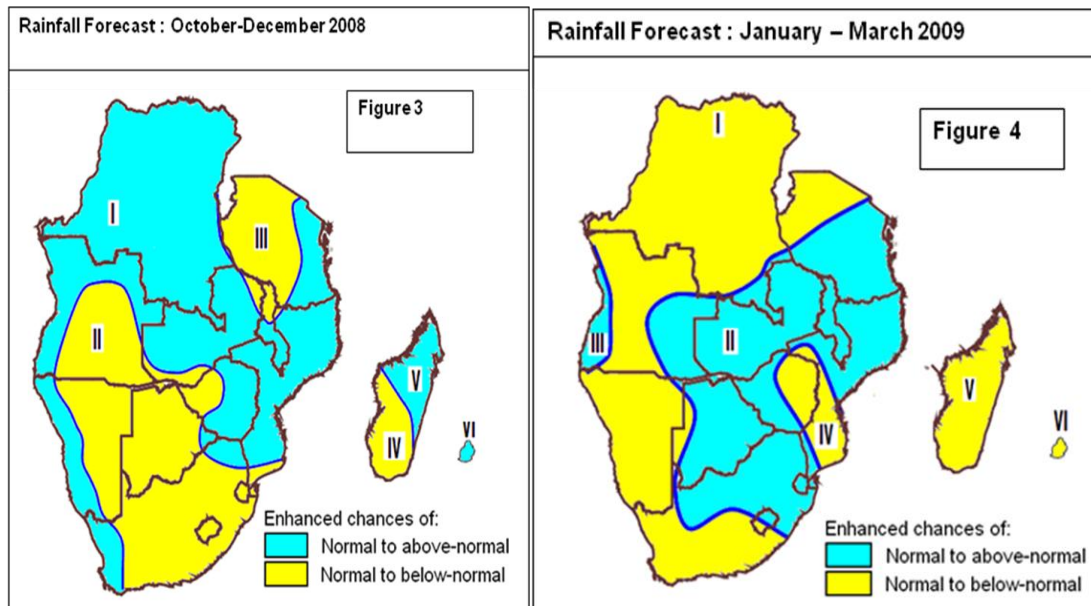 Rainfall Forecast : October-December 2008
Figure 3
I
III
II
V
IV
VI
Enhanced chances of:
Normal to above-normal
Normal to below-normal
Rainfall Forecast : January – March 2009
Figure 4
I
II
III
V
IV
VI
Enhanced chances of:
Normal to above-normal
Normal to below-normal